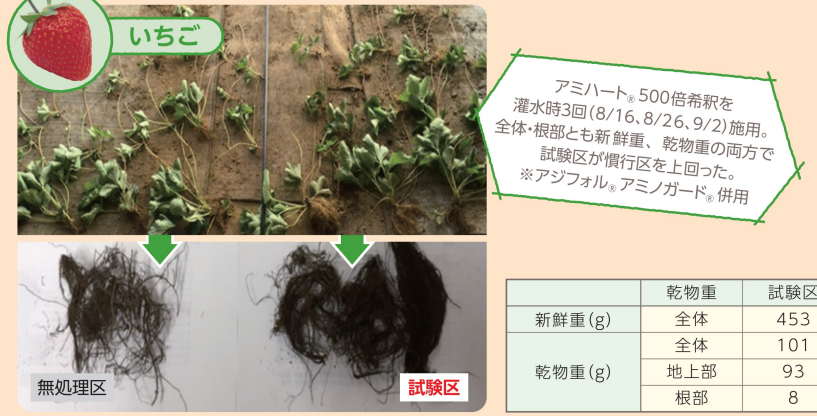 いちご
アミハート® 500倍希釈を
灌水時3回(8/16、8/26、9/2)施用。
全体・根部とも新鮮重、乾物重の両方で
試験区が慣行区を上回った。
※アジフォル® アミノガード® 併用
無処理区
試験区
乾物重 試験区
新鮮重(g) 全体 453
乾物重(g) 全体 101
地上部 93
根部 8